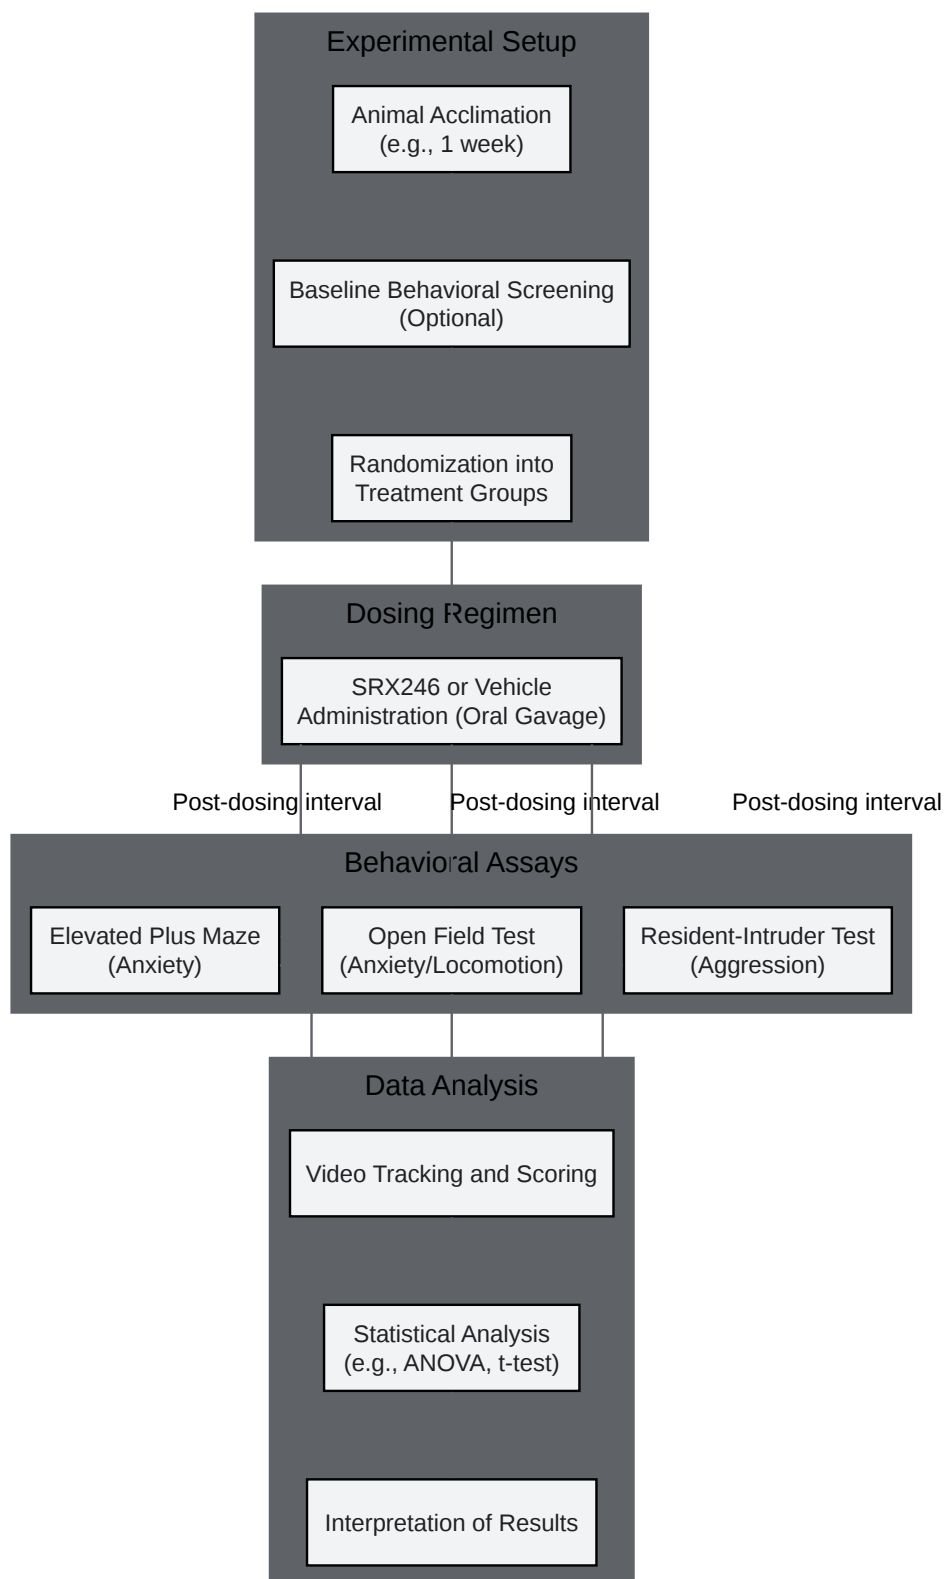 Experimental Setup
Animal Acclimation
(e.g., 1 week)
Baseline Behavioral Screening
(Optional)
Randomization into
Treatment Groups
Dosing Regimen
SRX246 or Vehicle
Administration (Oral Gavage)
Post-dosing interval
Post-dosing interval
Post-dosing interval
Behavioral Assays
Elevated Plus Maze
(Anxiety)
Open Field Test
(Anxiety/Locomotion)
Resident-Intruder Test
(Aggression)
Data Analysis
Video Tracking and Scoring
Statistical Analysis
(e.g., ANOVA, t-test)
Interpretation of Results